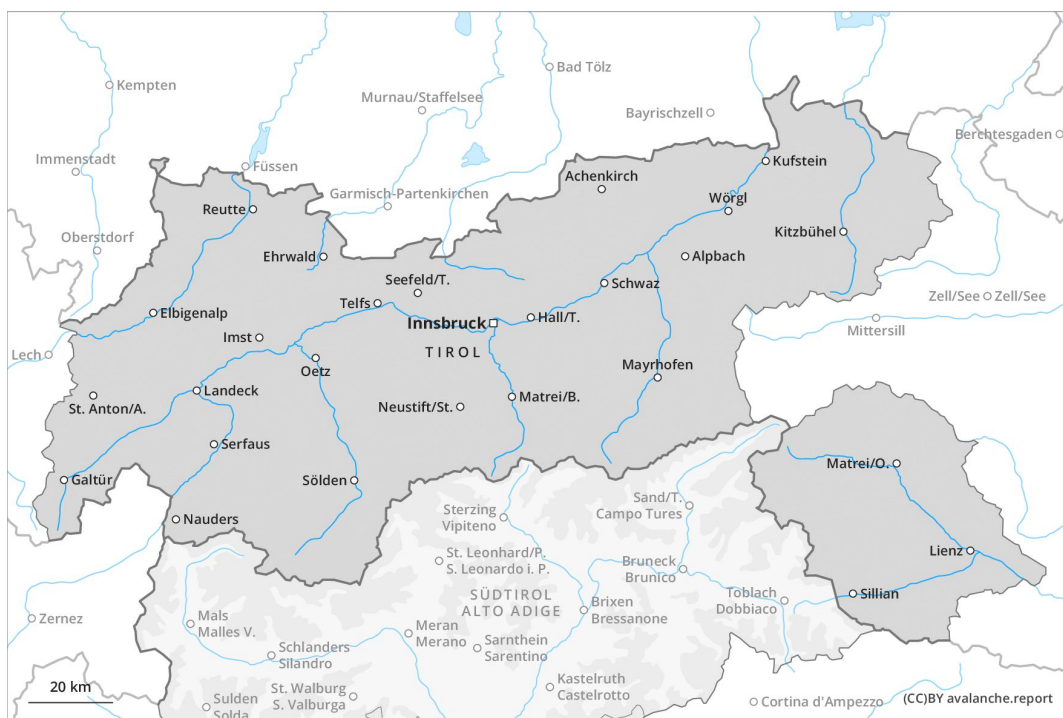 Kempten
Bad Tölz
Murnau/Staffelsee
Bayrischzell
Berchtesgaden
Immenstadt
Füssen
Kufstein
Achenkirch
Garmisch-Partenkirchen
Wörgl
Reutte
Kitzbühel
Oberstdorf
Ehrwald
Alpbach
Seefeld/T.
Schwaz
Zell/See
Zell/See
Telfs
Elbigenalp
Innsbruck
Hall/T.
Mittersill
Imst
TIROL
Lech
Oetz
Mayrhofen
Landeck
St. Anton/A.
Neustift/St.
Matrei/B.
Serfaus
Matrei/O.
Galtür
Sölden
Sand/T.
Campo Tures
Nauders
Sterzing
Vipiteno
Lienz
St. Leonhard/P.
S. Leonardo i. P.
Bruneck
Brunico
SÜDTIROL
ALTO ADIGE
Toblach
Dobbiaco
Sillian
Brixen
Bressanone
Zernez
Mals
Malles V.
Meran
Merano
Sarnthein
Sarentino
Schlanders
Silandro
Kastelruth
Castelrotto
20 km
Sulden
Solda
St. Walburg
S. Valburga
Cortina d'Ampezzo
(CC)BY avalanche.report